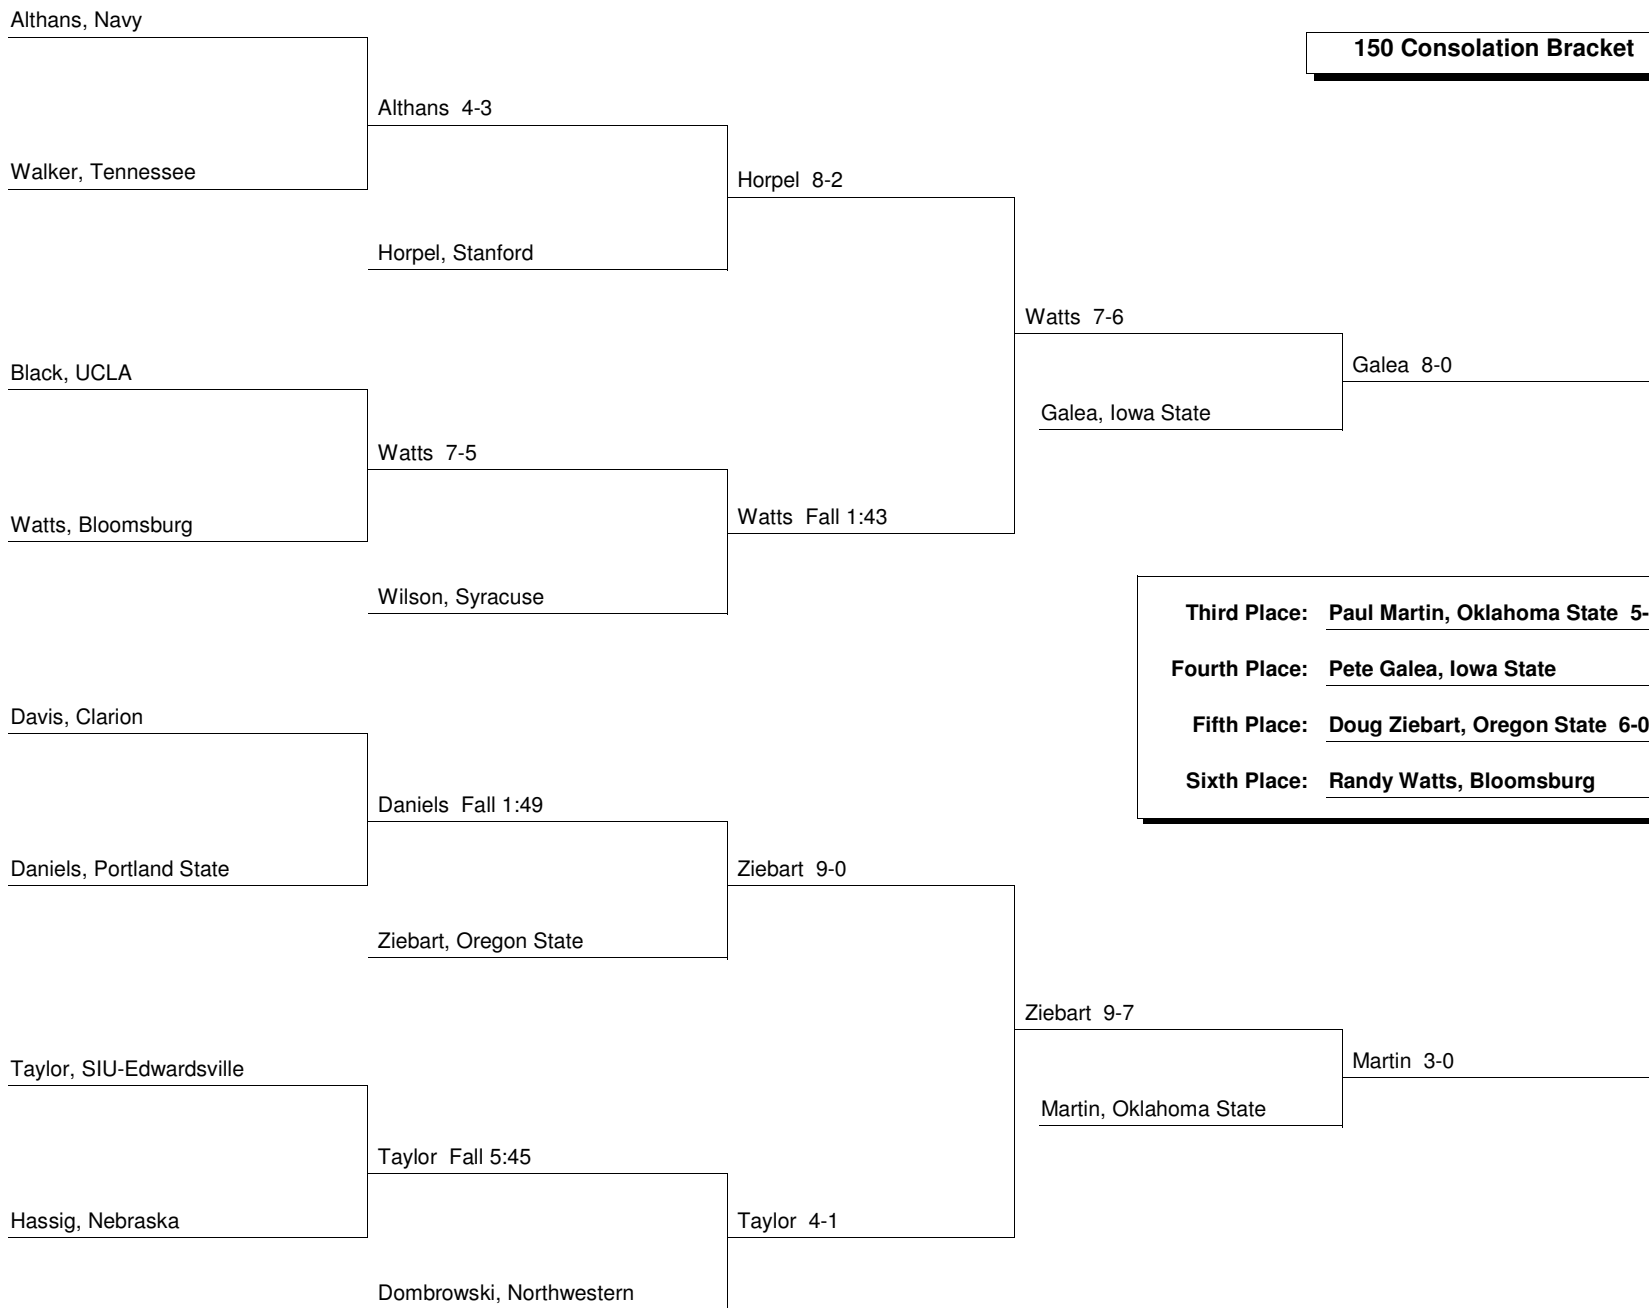 Althans, Navy
150 Consolation Bracket
Althans 4-3
Walker, Tennessee
Horpel 8-2
Horpel, Stanford
Watts 7-6
Black, UCLA
Galea 8-0
Galea, Iowa State
Watts 7-5
Watts, Bloomsburg
Watts Fall 1:43
Wilson, Syracuse
Third Place: Paul Martin, Oklahoma State 5-
Fourth Place: Pete Galea, Iowa State
Davis, Clarion
Fifth Place: Doug Ziebart, Oregon State 6-0
Sixth Place: Randy Watts, Bloomsburg
Daniels Fall 1:49
Daniels, Portland State
Ziebart 9-0
Ziebart, Oregon State
Ziebart 9-7
Taylor, SIU-Edwardsville
Martin 3-0
Martin, Oklahoma State
Taylor Fall 5:45
Hassig, Nebraska
Taylor 4-1
Dombrowski, Northwestern